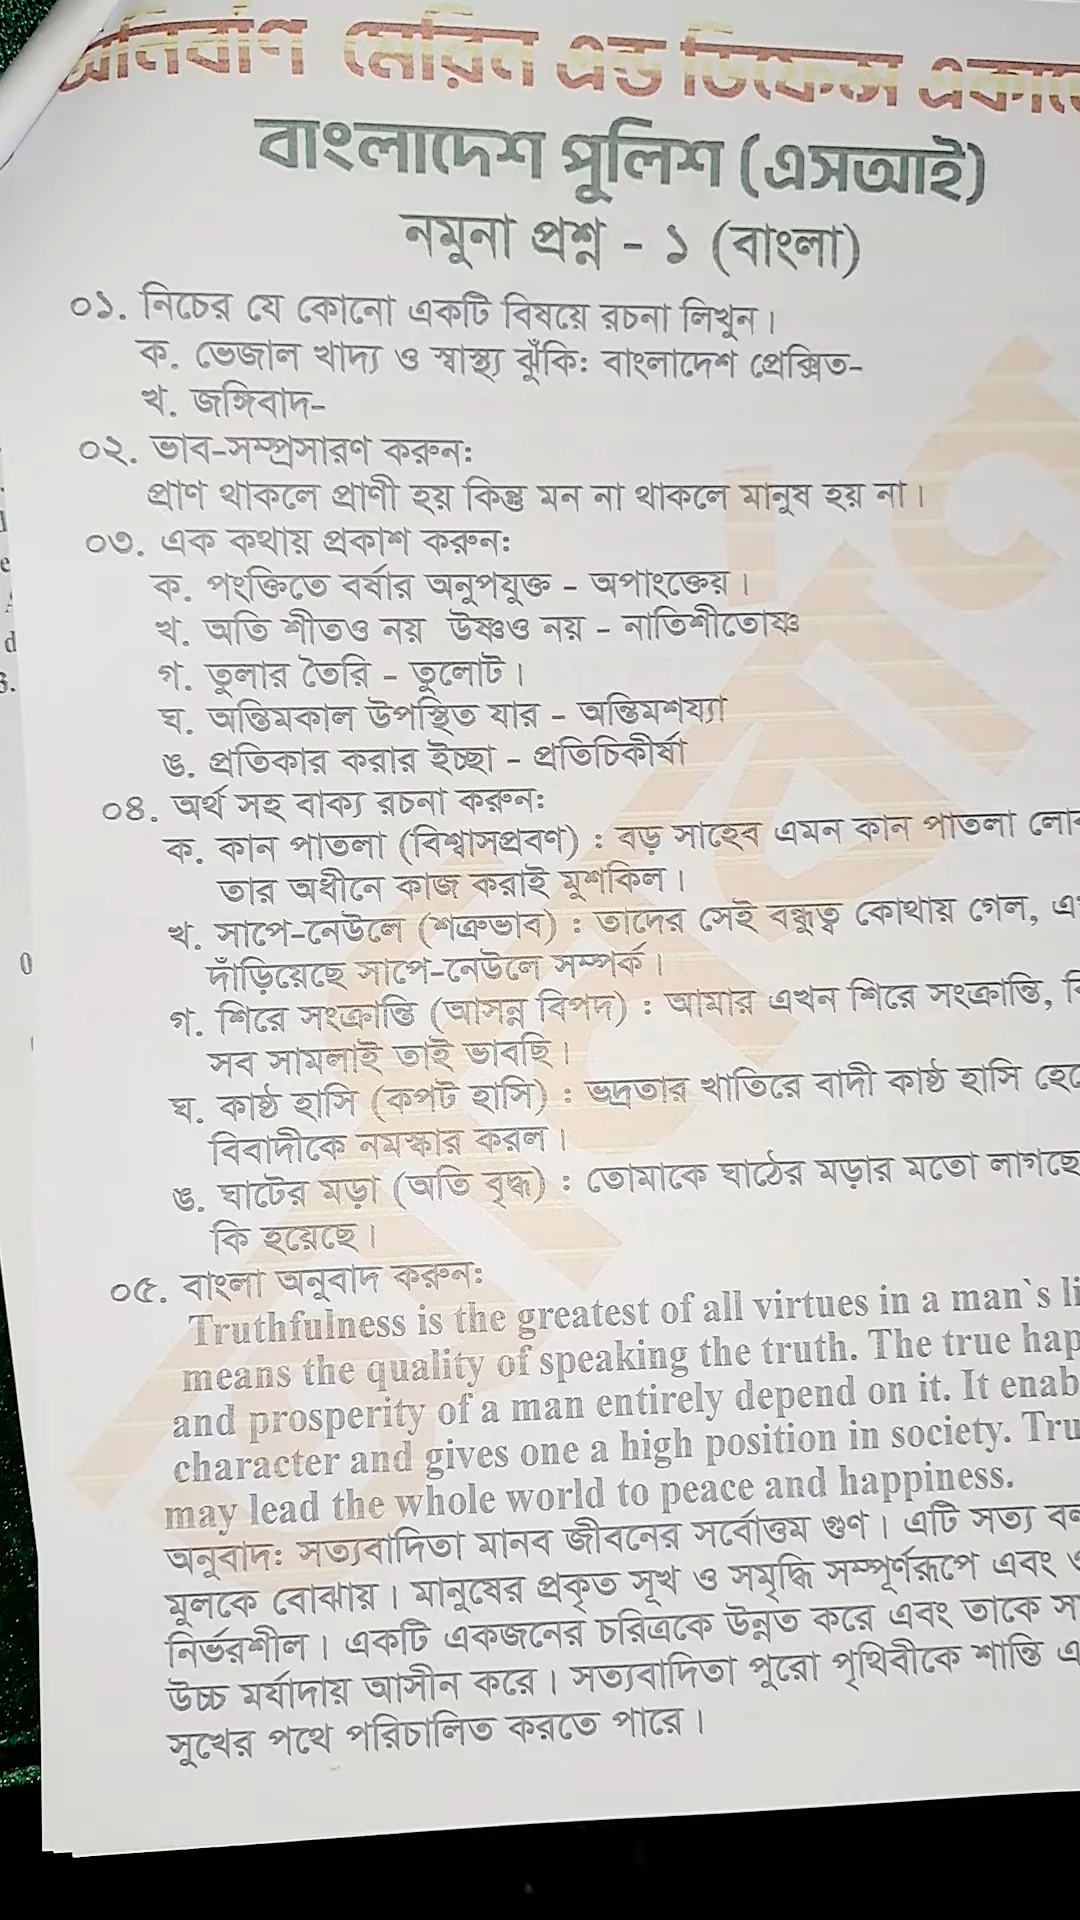 অনির্বাণ মেরিন এন্ড ডিফেন্স
বাংলাদেশ পুলিশ (এসআই)
নমুনা প্রশ্ন - ১ (বাংলা)
০১. নিচের যে কোনো একটি বিষয়ে রচনা লিখুন।
ক. ভেজাল খাদ্য ও স্বাস্থ্য ঝুঁকি: বাংলাদেশ প্রেক্ষিত-
খ. জঙ্গিবাদ-
০২. ভাব-সম্প্রসারণ করুন:
প্রাণ থাকলে প্রাণী হয় কিন্তু মন না থাকলে মানুষ হয় না।
০৩. এক কথায় প্রকাশ করুন:
ক. পংক্তিতে বর্ষার অনুপযুক্ত - অপাংক্তেয়।
খ. অতি শীতও নয় উষ্ণও নয় - নাতিশীতোষ্ণ
গ. তুলার তৈরি - তুলোট।
ঘ. অন্তিমকাল উপস্থিত যার - অন্তিমশয্যা
ঙ. প্রতিকার করার ইচ্ছা - প্রতিচিকীর্ষা
০৪. অর্থ সহ বাক্য রচনা করুন:
ক. কান পাতলা (বিশ্বাসপ্রবণ) : বড় সাহেব এমন কান পাতলা
তার অধীনে কাজ করাই মুশকিল।
খ. সাপে-নেউলে (শত্রুভাব) : তাদের সেই বন্ধুত্ব কোথায় গেল,
দাঁড়িয়েছে সাপে-নেউলে সম্পর্ক।
গ. শিরে সংক্রান্তি (আসন্ন বিপদ) : আমার এখন শিরে সংক্রান্তি,
সব সামলাই তাই ভাবছি।
ঘ. কাষ্ঠ হাসি (কপট হাসি) : ভদ্রতার খাতিরে বাদী কাষ্ঠ হাসি
বিবাদীকে নমস্কার করল।
ঙ. ঘাটের মড়া (অতি বৃদ্ধ) : তোমাকে ঘাঠের মড়ার মতো লাগছে
কি হয়েছে।
০৫. বাংলা অনুবাদ করুন:
Truthfulness is the greatest of all virtues in a man`s
means the quality of speaking the truth. The true
and prosperity of a man entirely depend on it. It
character and gives one a high position in society.
may lead the whole world to peace and happiness.
অনুবাদ: সত্যবাদিতা মানব জীবনের সর্বোত্তম গুণ। এটি সত্য
মূলকে বোঝায়। মানুষের প্রকৃত সূখ ও সমৃদ্ধি সম্পূর্ণরূপে এবং
নির্ভরশীল। একটি একজনের চরিত্রকে উন্নত করে এবং তাকে
উচ্চ মর্যাদায় আসীন করে। সত্যবাদিতা পুরো পৃথিবীকে শান্তি
সুখের পথে পরিচালিত করতে পারে।